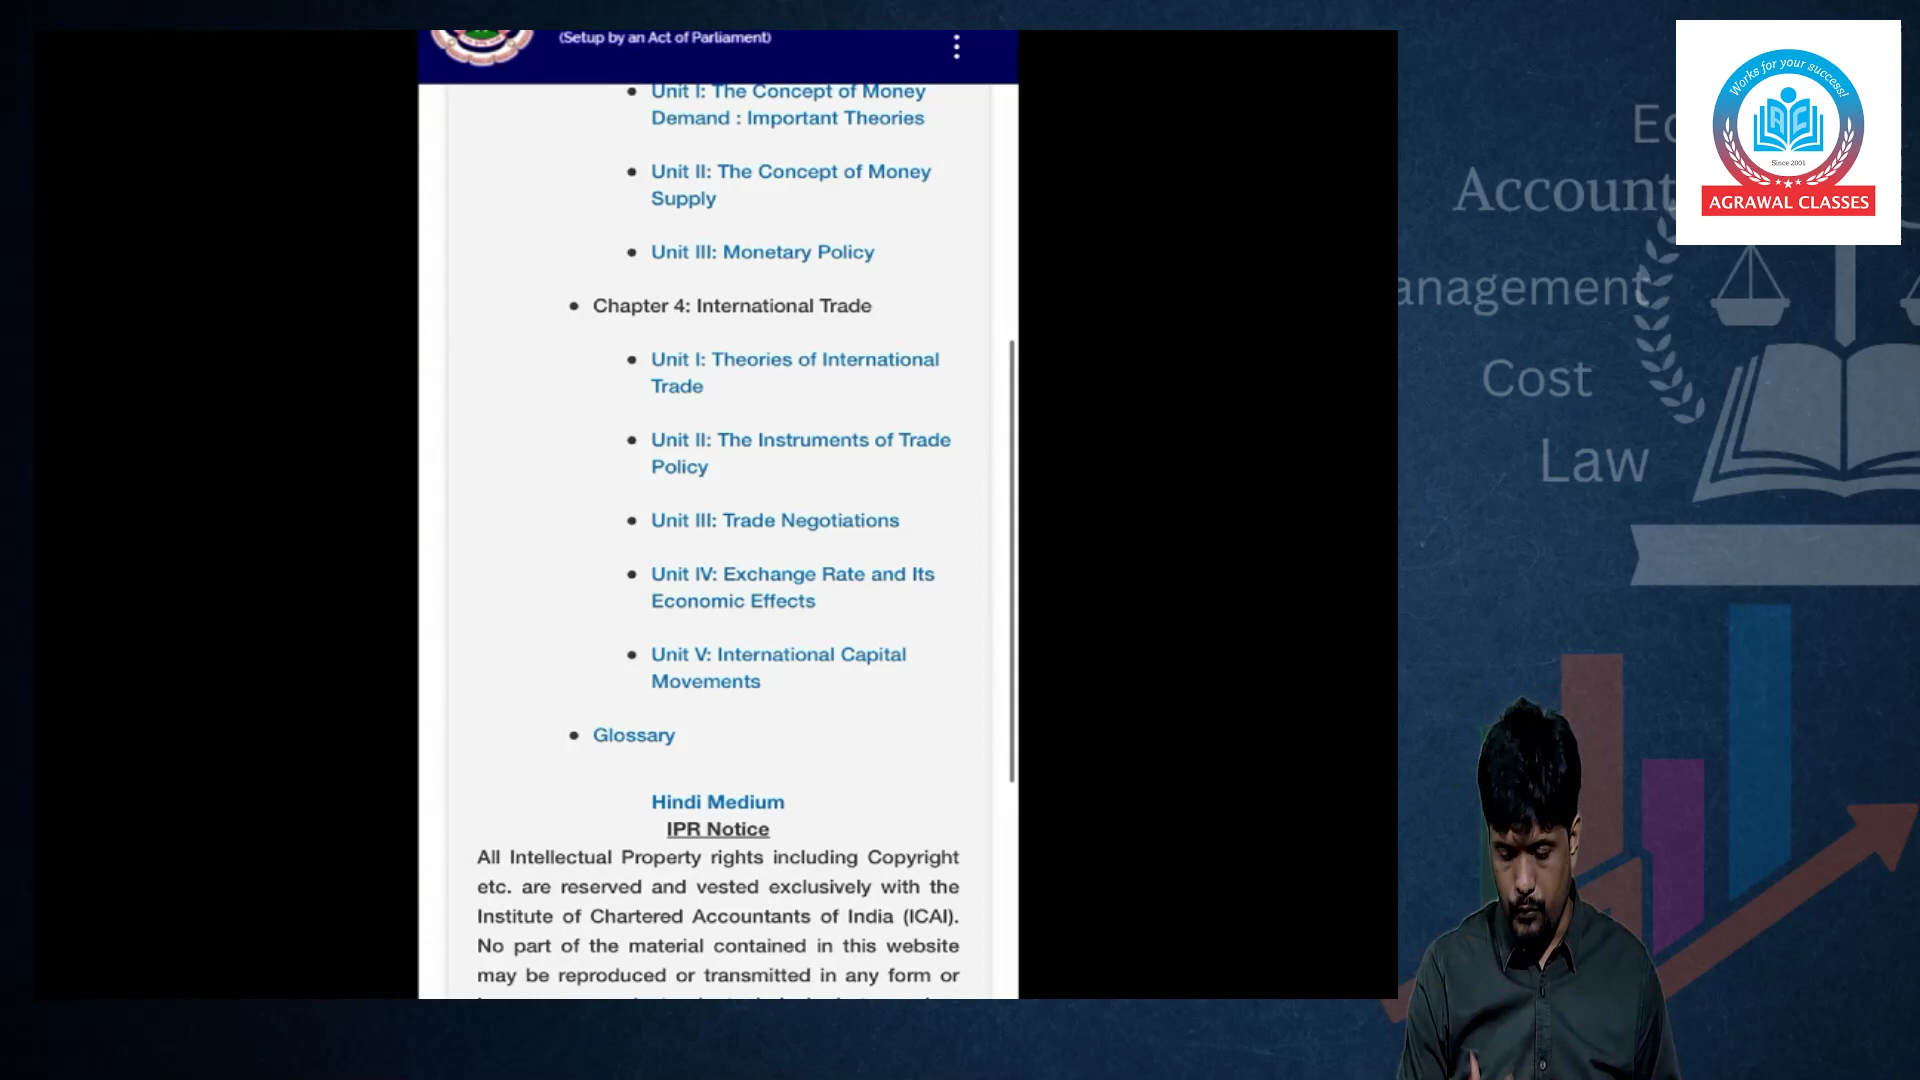 (Setup by an Act of Parliament)
Unit I: The Concept of Money
Demand : Important Theories
Unit II: The Concept of Money
Supply
Unit III: Monetary Policy
Chapter 4: International Trade
Unit I: Theories of International
Trade
Unit II: The Instruments of Trade
Policy
Unit III: Trade Negotiations
Unit IV: Exchange Rate and Its
Economic Effects
Unit V: International Capital
Movements
Glossary
Hindi Medium
IPR Notice
All Intellectual Property rights including Copyright
etc. are reserved and vested exclusively with the
Institute of Chartered Accountants of India (ICAI).
No part of the material contained in this website
may be reproduced or transmitted in any form or
Works for your success!
AC
Since 2001
AGRAWAL CLASSES
Ec
Account
anagement
Cost
Law